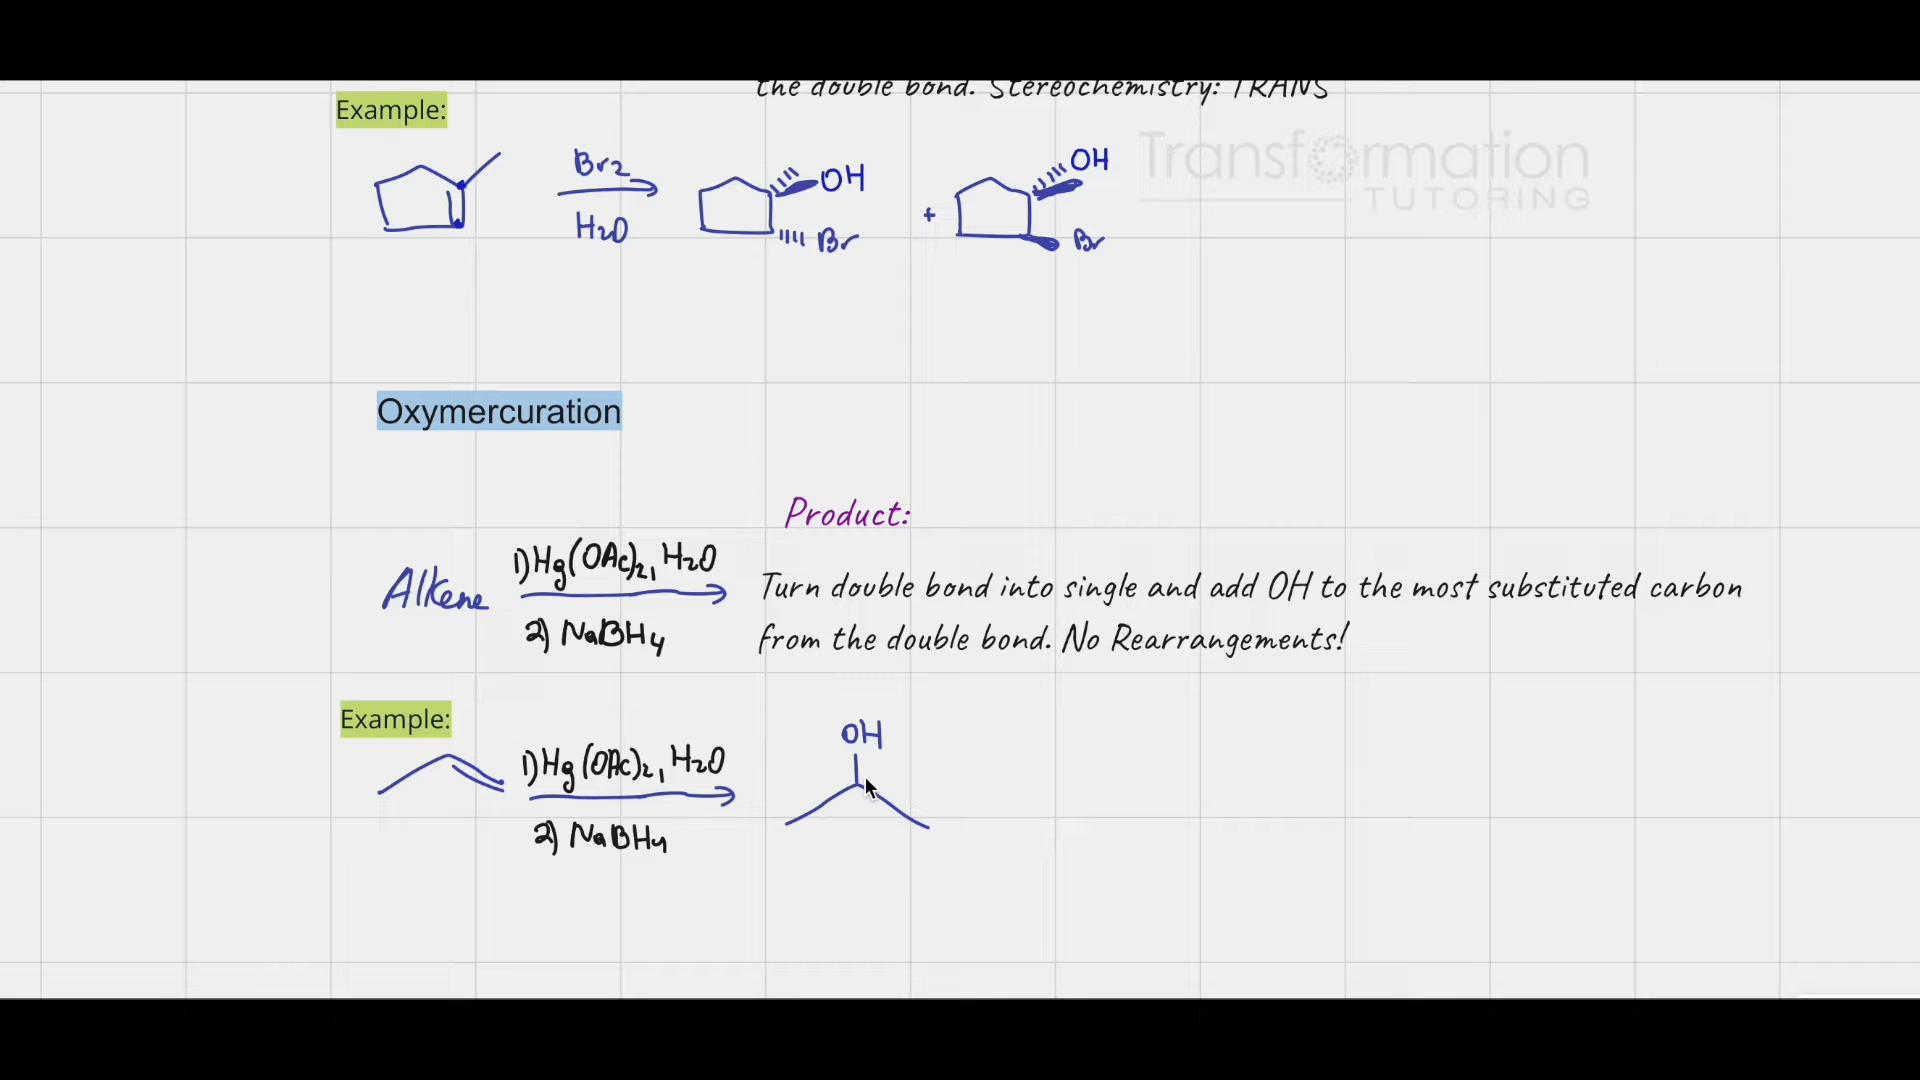 the double bond. Stereochemistry: TRANS
Example:
Transformation
TUTORING
Br2
H2O
OH
Br
+
OH
Br
Oxymercuration
Product:
Alkene
1) Hg(OAc)2, H2O
2) NaBH4
Turn double bond into single and add OH to the most substituted carbon
from the double bond. No Rearrangements!
Example:
1) Hg(OAc)2, H2O
2) NaBH4
OH